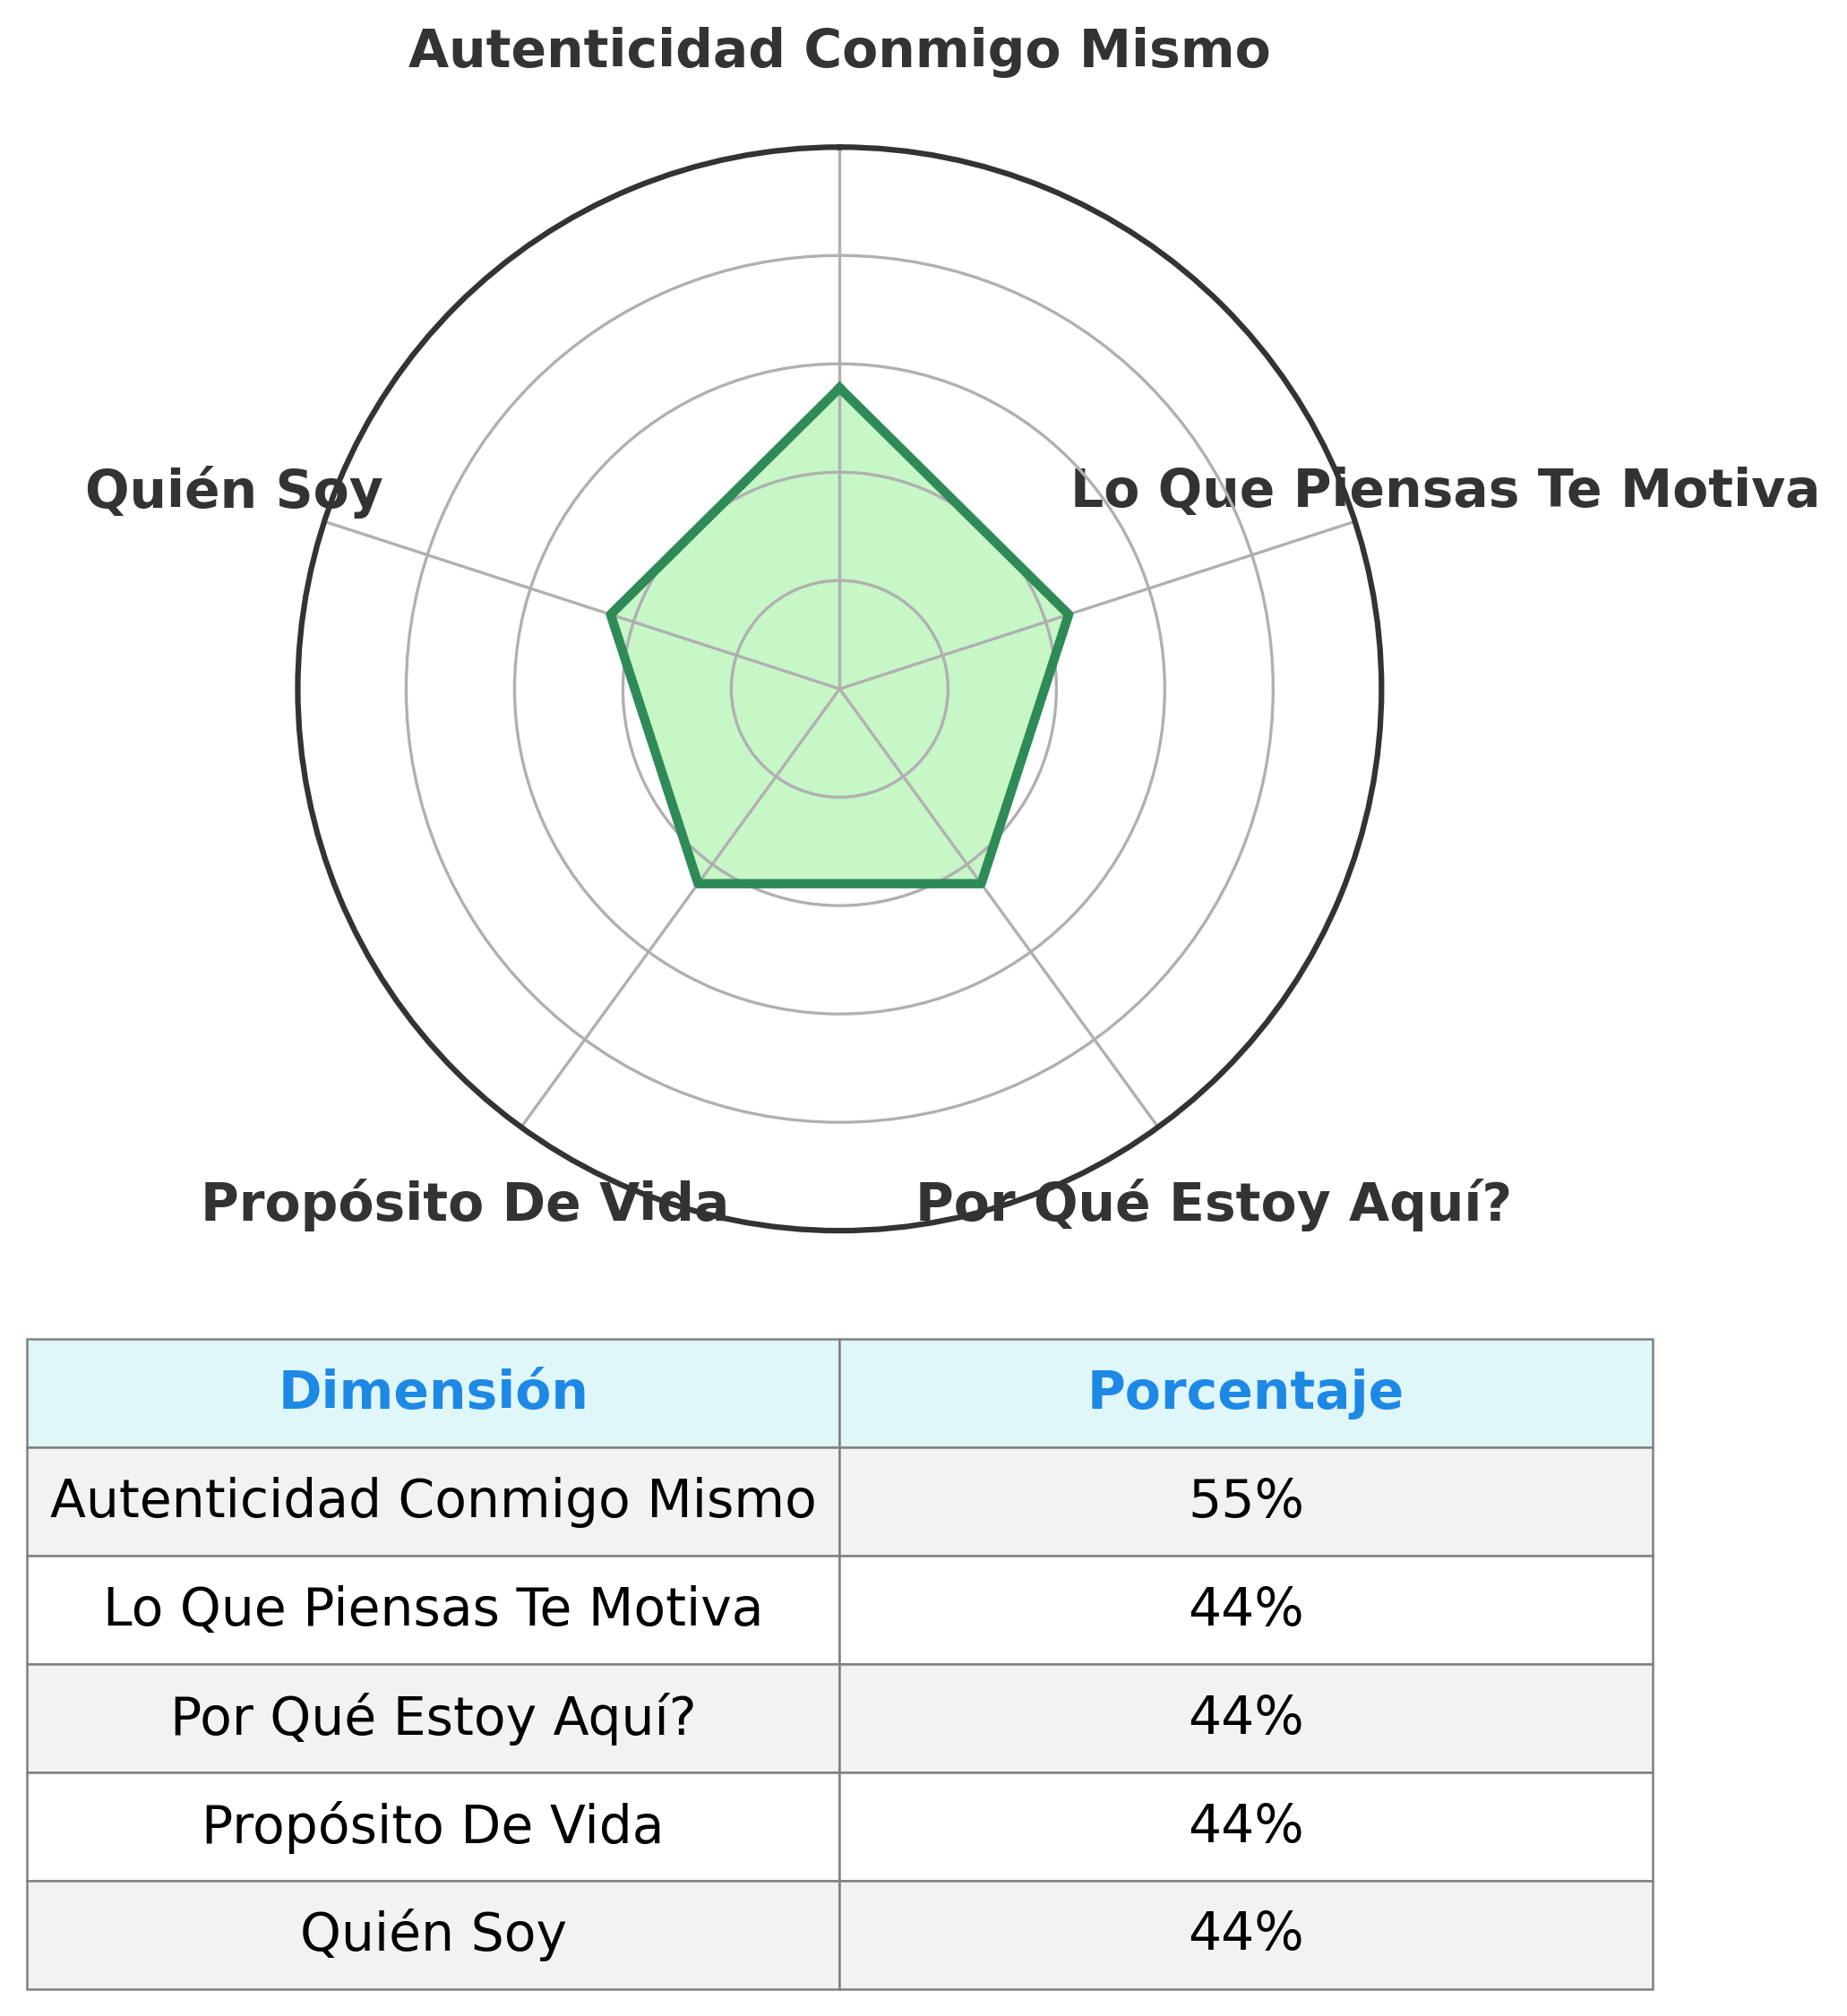 Autenticidad Conmigo Mismo
Quién Soy
Lo Que Piensas Te Motiva
Propósito De Vida
Por Qué Estoy Aquí?
Dimensión Porcentaje
Autenticidad Conmigo Mismo 55%
Lo Que Piensas Te Motiva 44%
Por Qué Estoy Aquí? 44%
Propósito De Vida 44%
Quién Soy 44%